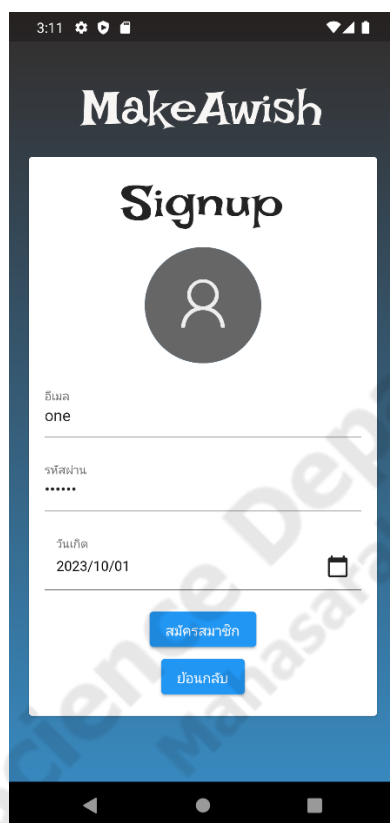 3:11
MakeAwish
Signup
อีเมล
one
รหัสผ่าน
••••••
วันเกิด
2023/10/01
สมัครสมาชิก
ย้อนกลับ